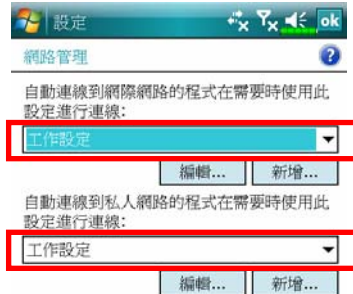 設定
ok
網路管理
?
自動連線到網際網路的程式在需要時使用此
設定進行連線:
工作設定
編輯... 新增...
自動連線到私人網路的程式在需要時使用此
設定進行連線:
工作設定
編輯... 新增...